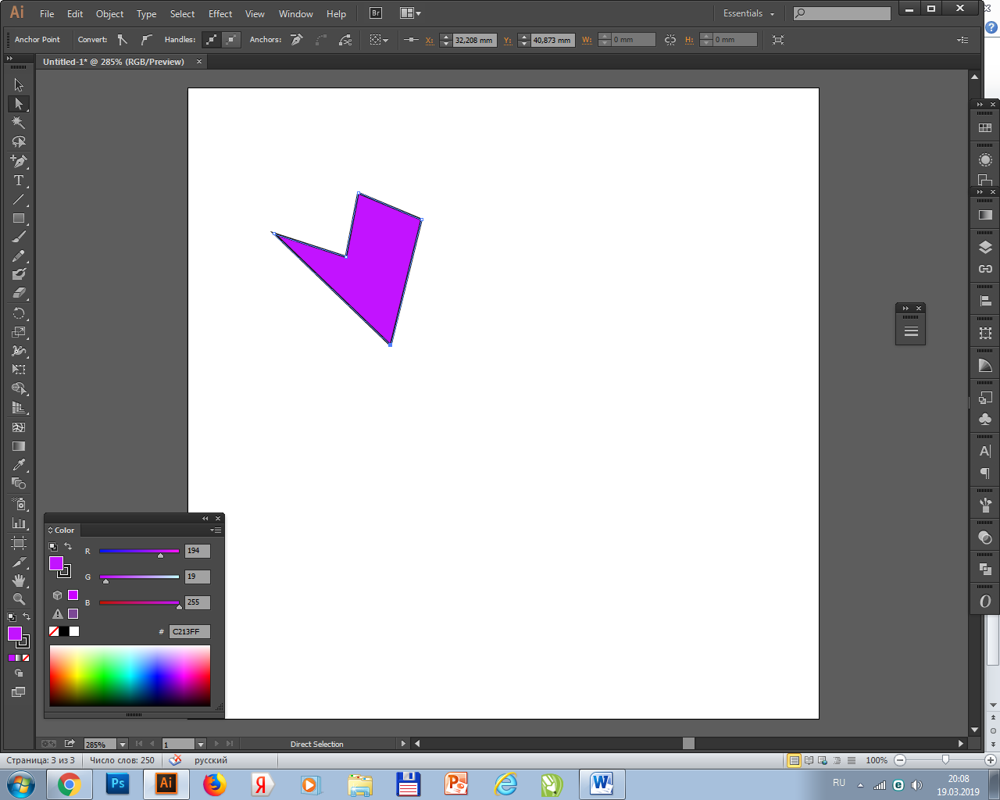 Ai File Edit Object Type Select Effect View Window Help Br Essentials
Anchor Point Convert: Handles: Anchors: X: 32,208 mm Y: 40,873 mm W: 0 mm H: 0 mm
Untitled-1* @ 285% (RGB/Preview)
Color
R 194
G 19
B 255
# C213FF
285% 1 Direct Selection
Страница: 3 из 3 Число слов: 250 русский 100%
Ps Ai Я P W RU 20:08
19.03.2019